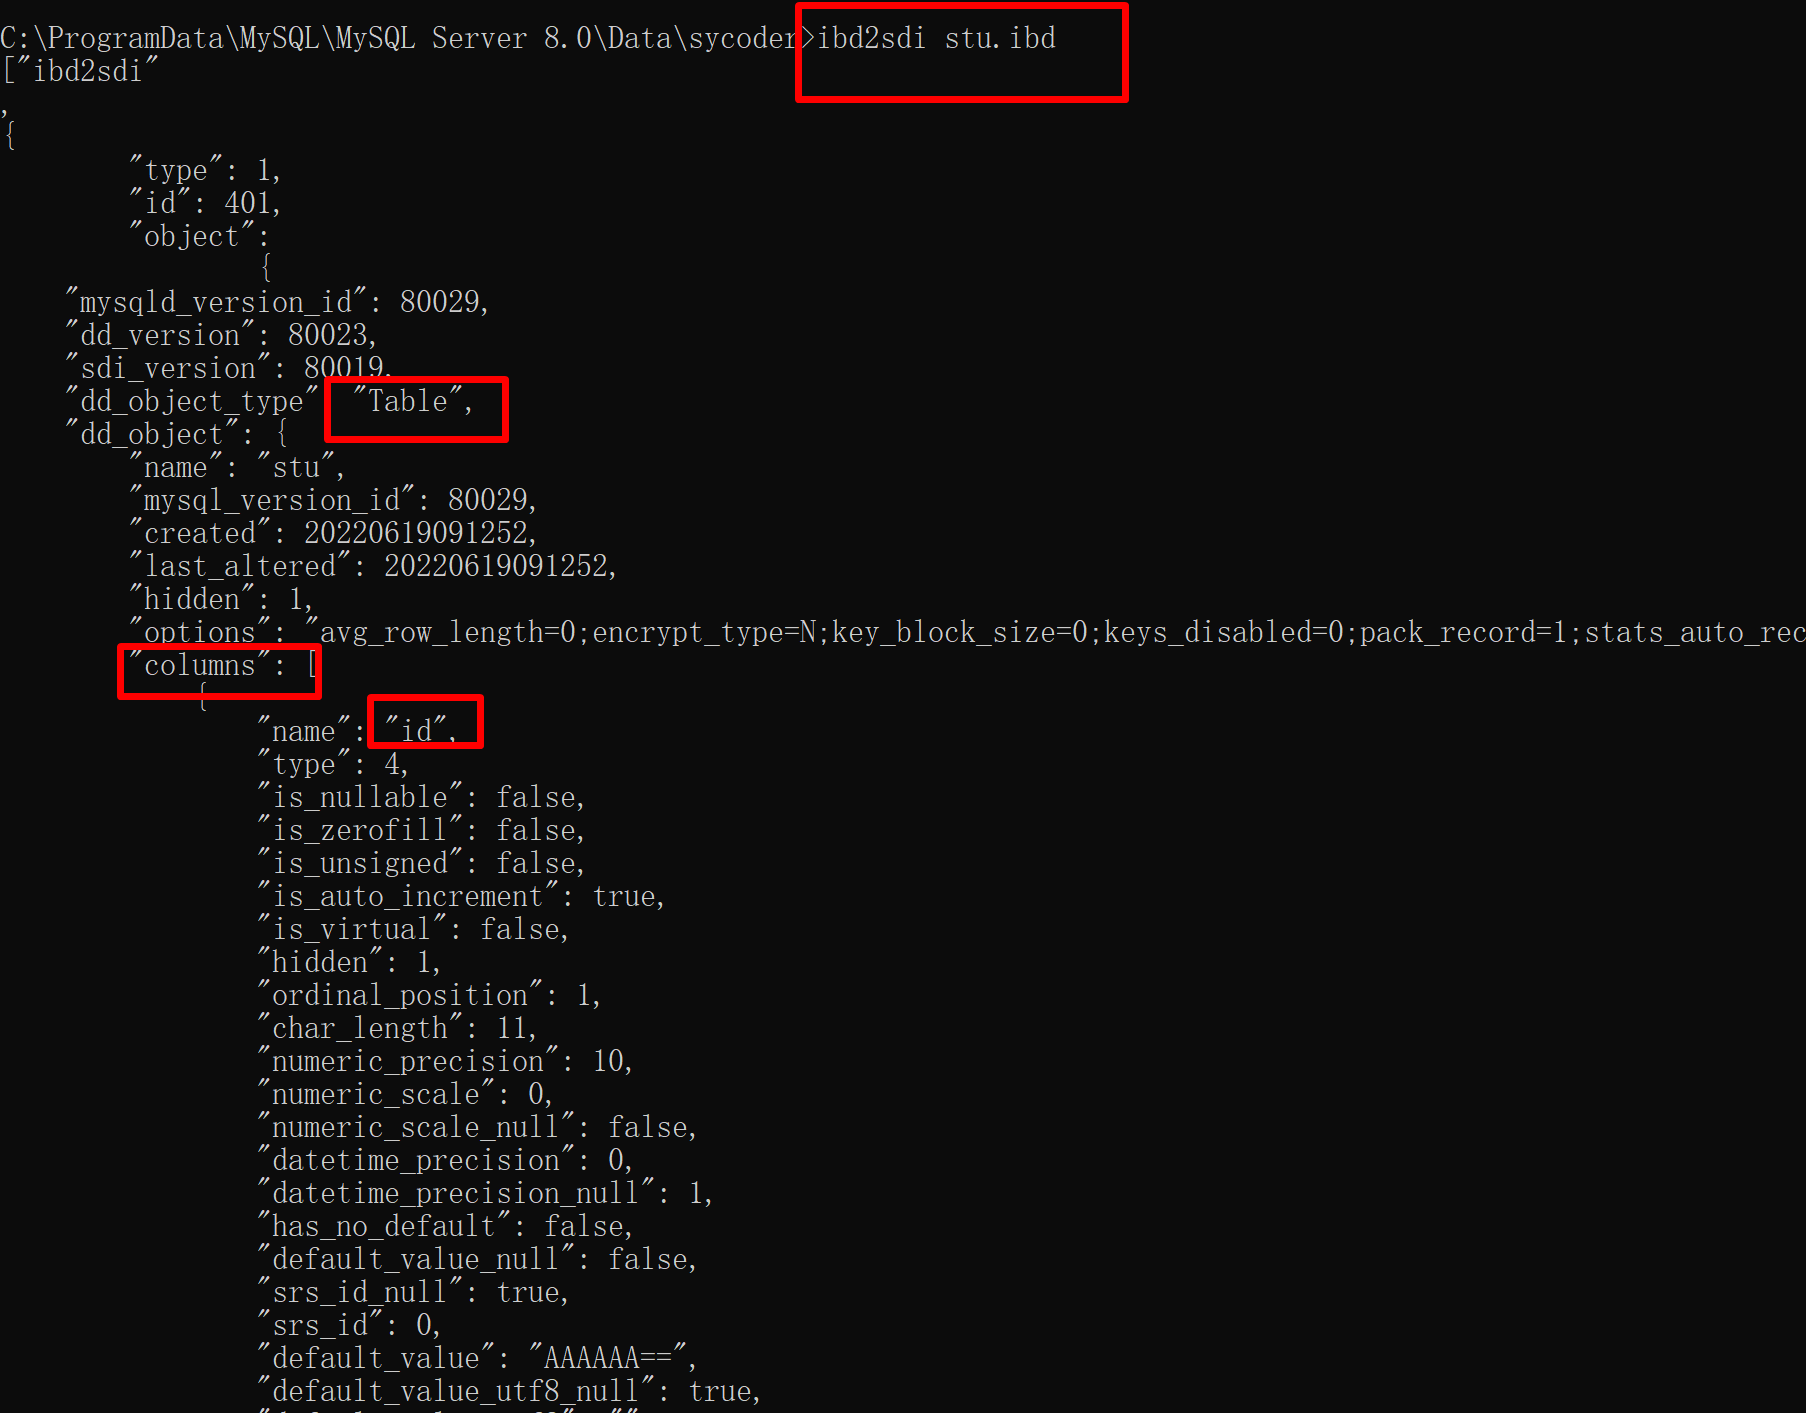 C:\ProgramData\MySQL\MySQL Server 8.0\Data\sycoder>ibd2sdi stu.ibd
["ibd2sdi"
,
{
"type": 1,
"id": 401,
"object":
{
"mysqld_version_id": 80029,
"dd_version": 80023,
"sdi_version": 80019,
"dd_object_type" "Table",
"dd_object": {
"name": "stu",
"mysql_version_id": 80029,
"created": 20220619091252,
"last_altered": 20220619091252,
"hidden": 1,
"options": "avg_row_length=0;encrypt_type=N;key_block_size=0;keys_disabled=0;pack_record=1;stats_auto_rec
"columns": [
{
"name": "id",
"type": 4,
"is_nullable": false,
"is_zerofill": false,
"is_unsigned": false,
"is_auto_increment": true,
"is_virtual": false,
"hidden": 1,
"ordinal_position": 1,
"char_length": 11,
"numeric_precision": 10,
"numeric_scale": 0,
"numeric_scale_null": false,
"datetime_precision": 0,
"datetime_precision_null": 1,
"has_no_default": false,
"default_value_null": false,
"srs_id_null": true,
"srs_id": 0,
"default_value": "AAAAAA==",
"default_value_utf8_null": true,